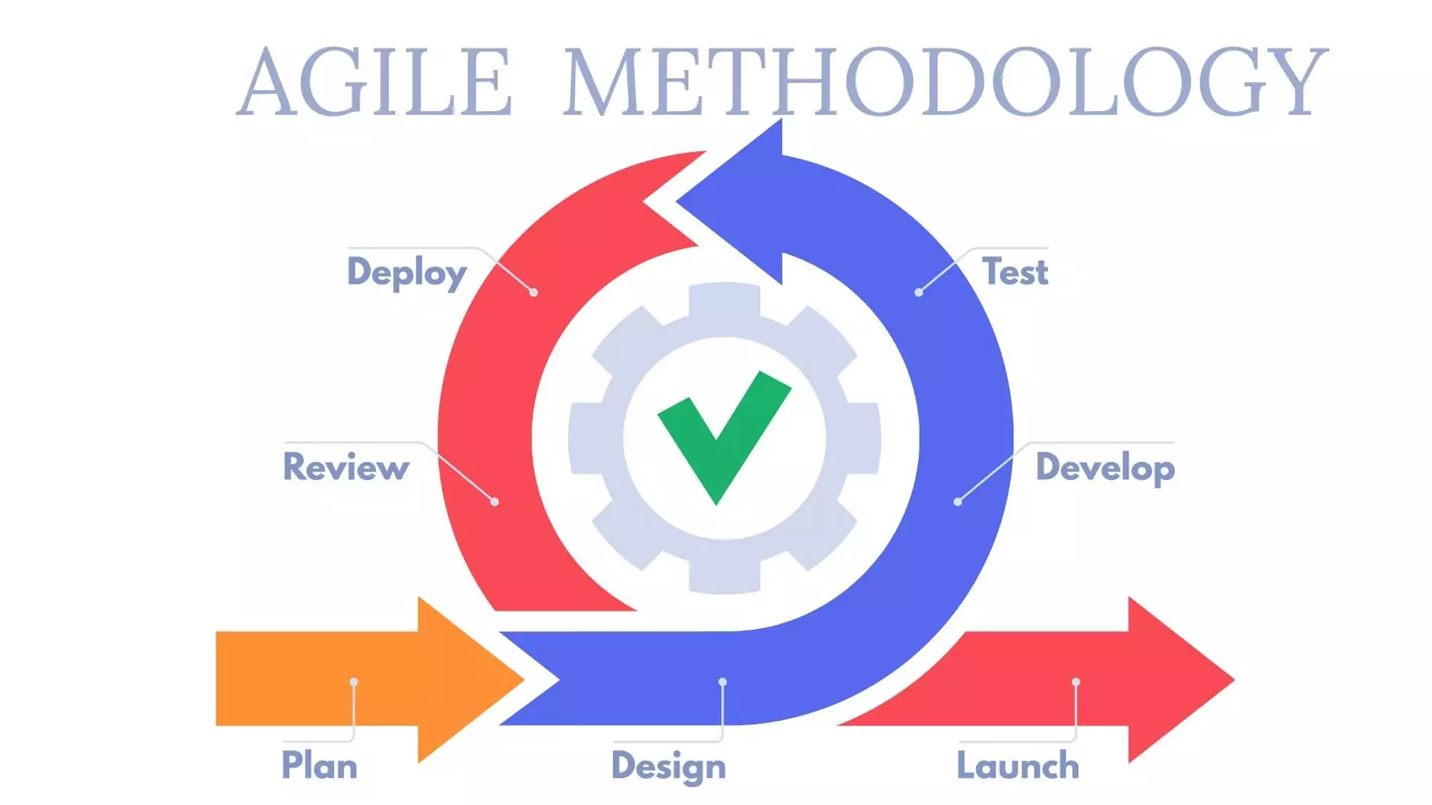 AGILE METHODOLOGY
Deploy
Test
Review
Develop
Plan
Design
Launch